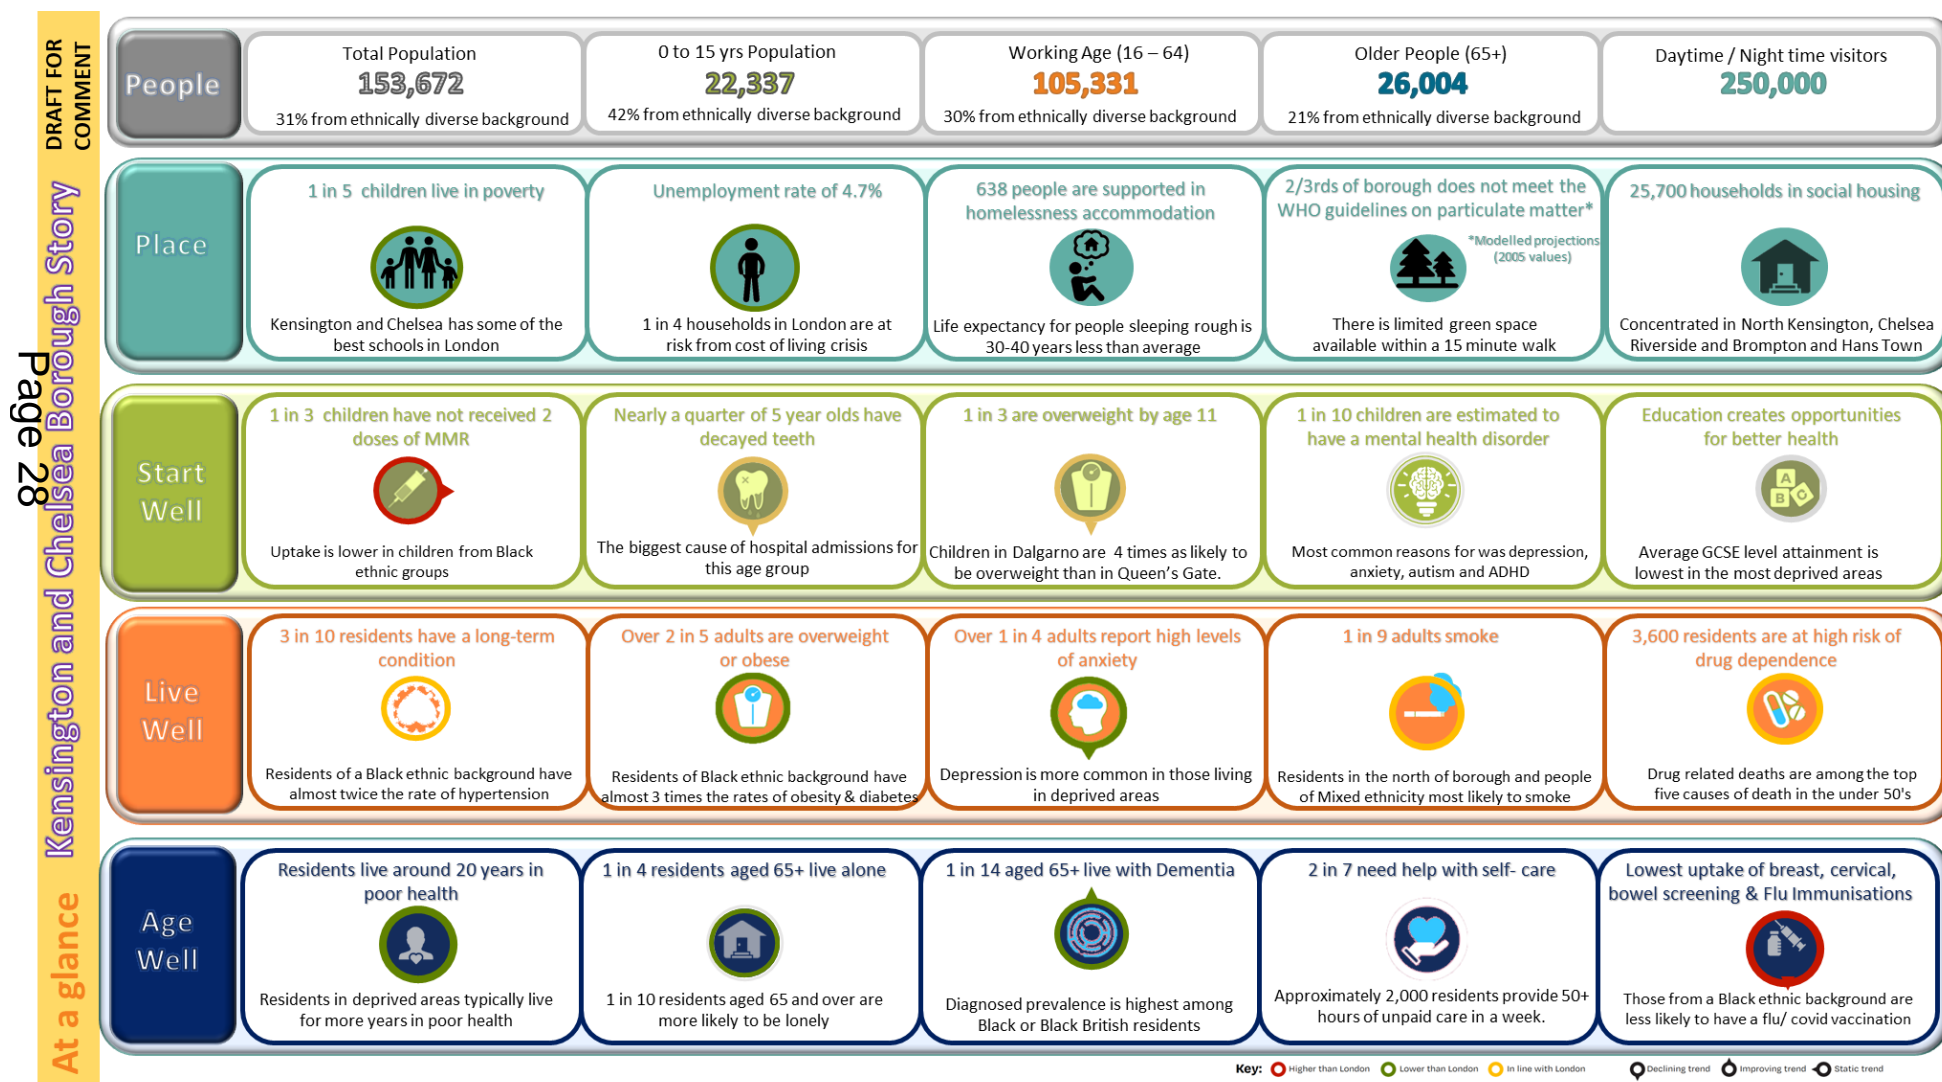 DRAFT FOR
COMMENT
Kensington and Chelsea Borough Story
At a glance
Page 28
People
Total Population
153,672
31% from ethnically diverse background
0 to 15 yrs Population
22,337
42% from ethnically diverse background
Working Age (16 – 64)
105,331
30% from ethnically diverse background
Older People (65+)
26,004
21% from ethnically diverse background
Daytime / Night time visitors
250,000
Place
1 in 5 children live in poverty
Kensington and Chelsea has some of the
best schools in London
Unemployment rate of 4.7%
1 in 4 households in London are at
risk from cost of living crisis
638 people are supported in
homelessness accommodation
Life expectancy for people sleeping rough is
30-40 years less than average
2/3rds of borough does not meet the
WHO guidelines on particulate matter*
*Modelled projections
(2005 values)
There is limited green space
available within a 15 minute walk
25,700 households in social housing
Concentrated in North Kensington, Chelsea
Riverside and Brompton and Hans Town
Start
Well
1 in 3 children have not received 2
doses of MMR
Uptake is lower in children from Black
ethnic groups
Nearly a quarter of 5 year olds have
decayed teeth
The biggest cause of hospital admissions for
this age group
1 in 3 are overweight by age 11
Children in Dalgarno are 4 times as likely to
be overweight than in Queen's Gate.
1 in 10 children are estimated to
have a mental health disorder
Most common reasons for was depression,
anxiety, autism and ADHD
Education creates opportunities
for better health
A
B C
Average GCSE level attainment is
lowest in the most deprived areas
Live
Well
3 in 10 residents have a long-term
condition
Residents of a Black ethnic background have
almost twice the rate of hypertension
Over 2 in 5 adults are overweight
or obese
Residents of Black ethnic background have
almost 3 times the rates of obesity & diabetes
Over 1 in 4 adults report high levels
of anxiety
Depression is more common in those living
in deprived areas
1 in 9 adults smoke
Residents in the north of borough and people
of Mixed ethnicity most likely to smoke
3,600 residents are at high risk of
drug dependence
Drug related deaths are among the top
five causes of death in the under 50's
Age
Well
Residents live around 20 years in
poor health
Residents in deprived areas typically live
for more years in poor health
1 in 4 residents aged 65+ live alone
1 in 10 residents aged 65 and over are
more likely to be lonely
1 in 14 aged 65+ live with Dementia
Diagnosed prevalence is highest among
Black or Black British residents
2 in 7 need help with self- care
Approximately 2,000 residents provide 50+
hours of unpaid care in a week.
Lowest uptake of breast, cervical,
bowel screening & Flu Immunisations
Those from a Black ethnic background are
less likely to have a flu/ covid vaccination
Key: Higher than London Lower than London In line with London Declining trend Improving trend Static trend